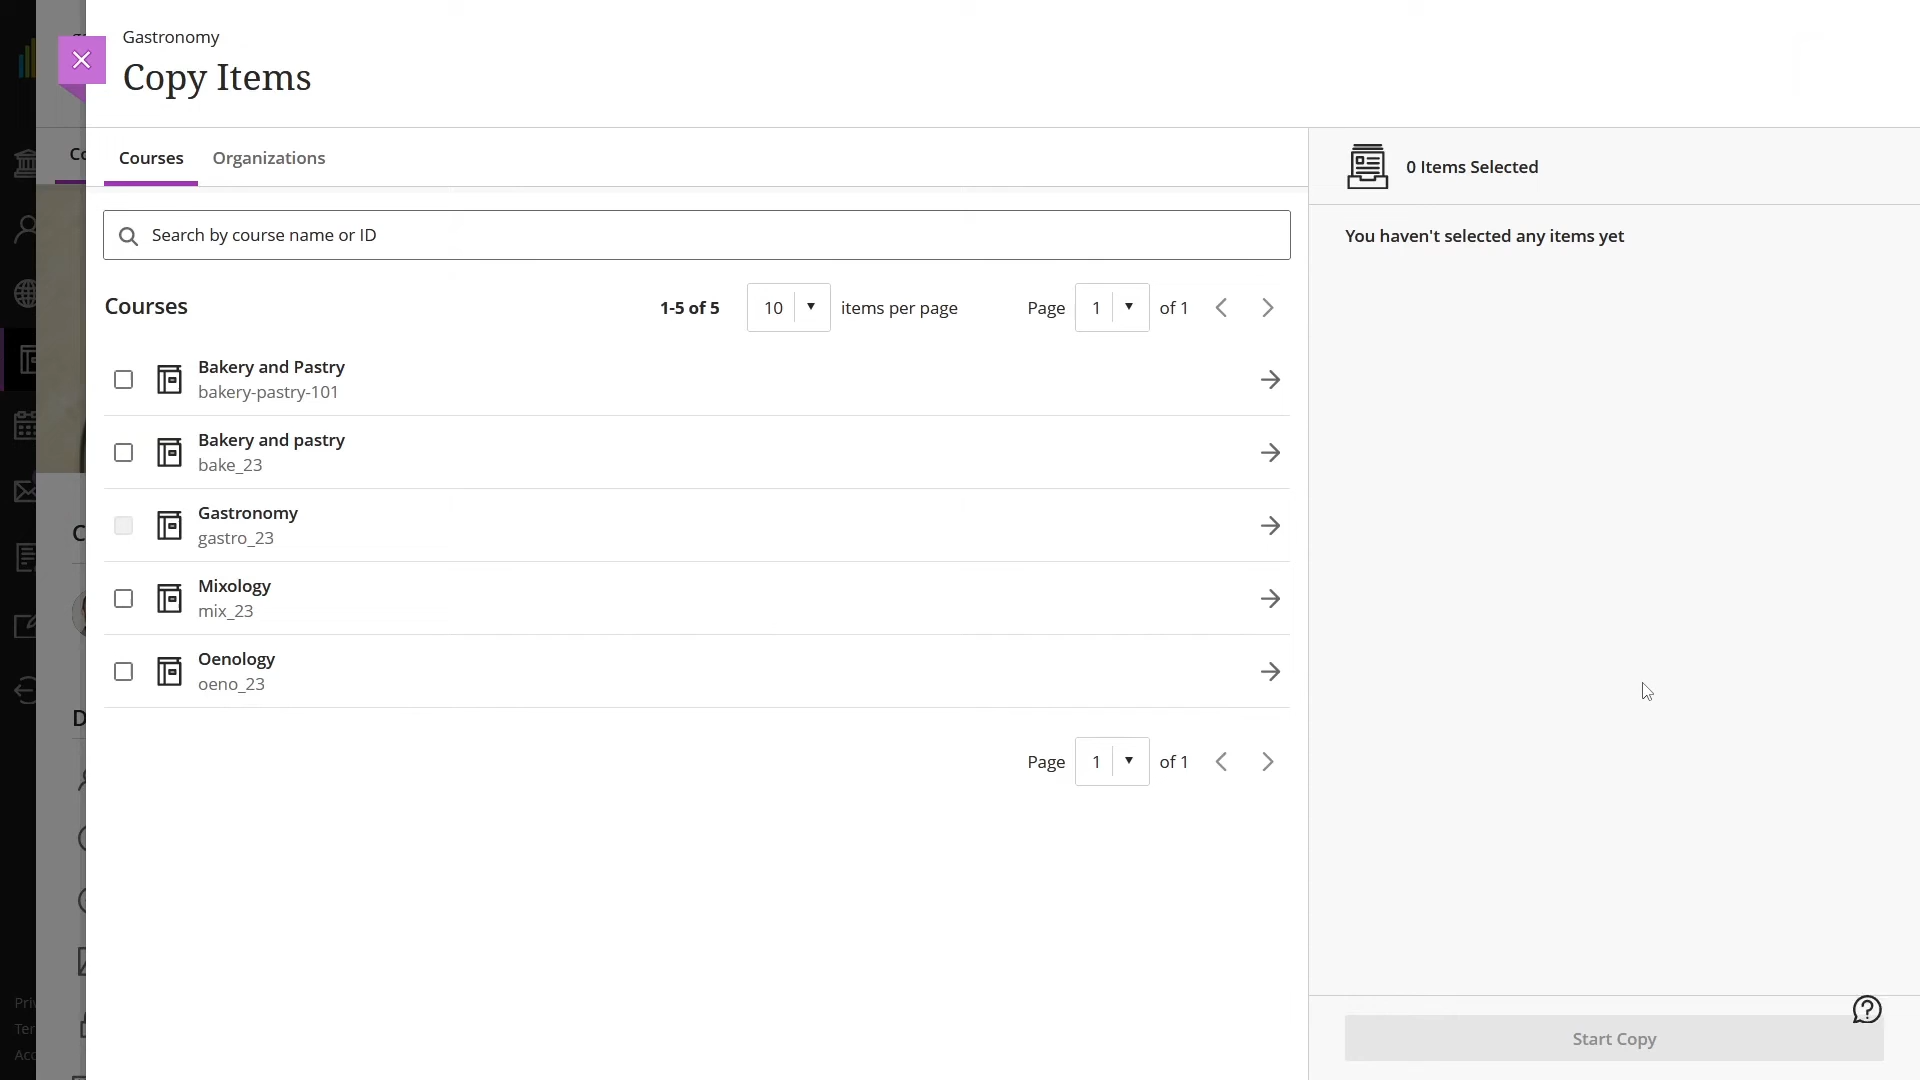 Gastronomy
Copy Items
Courses
Organizations
0 Items Selected
Search by course name or ID
You haven't selected any items yet
Courses
1-5 of 5
10
items per page
Page
1
of 1
Bakery and Pastry
bakery-pastry-101
Bakery and pastry
bake_23
Gastronomy
gastro_23
Mixology
mix_23
Oenology
oeno_23
Page
1
of 1
Start Copy